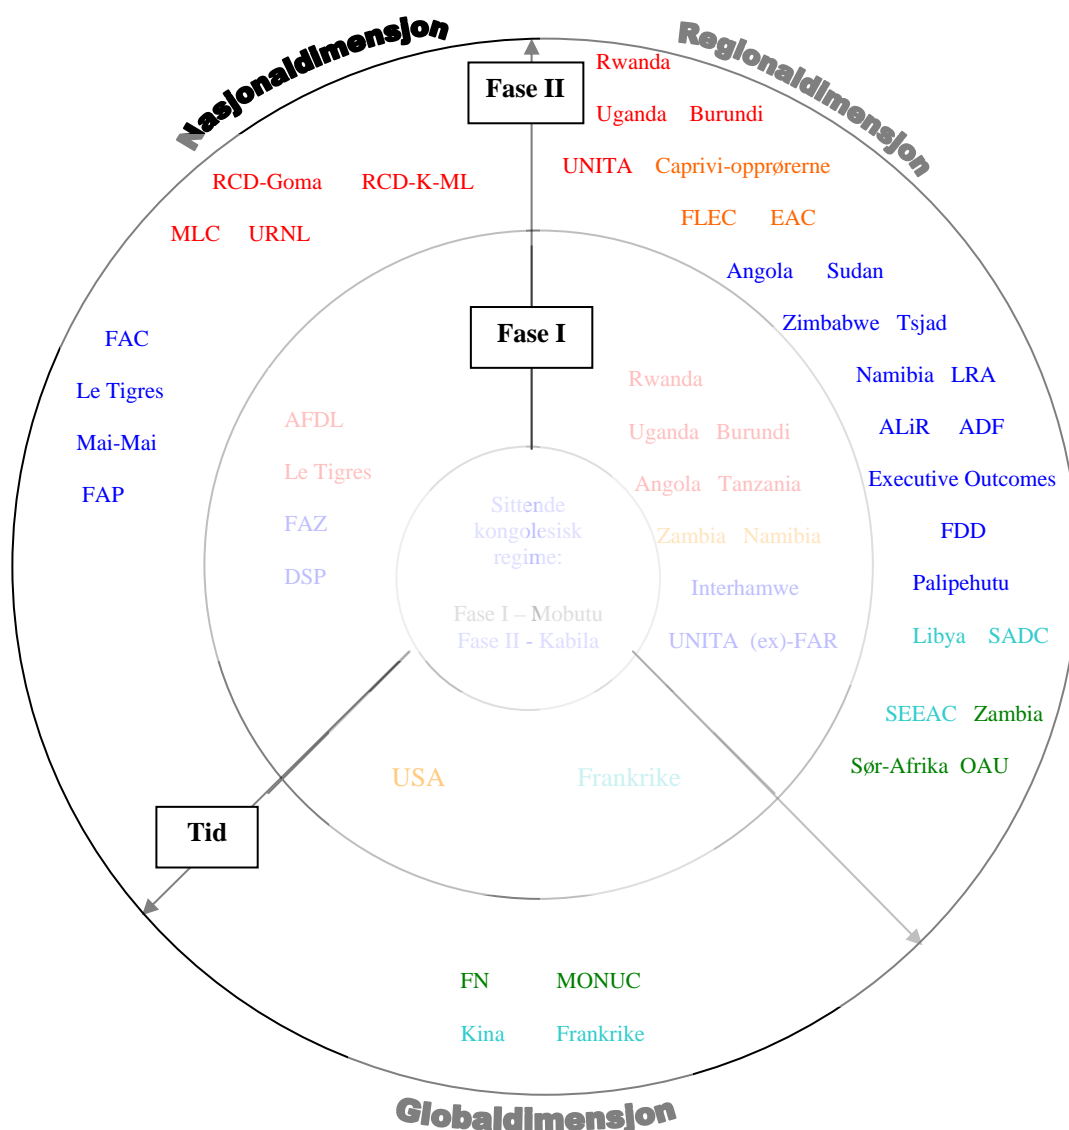 Nasjonaldimensjon
Regionaldimensjon
Fase II
Rwanda
Uganda Burundi
UNITA Caprivi-opprørerne
FLEC EAC
Angola Sudan
Zimbabwe Tsjad
Namibia LRA
ALiR ADF
Executive Outcomes
FDD
Palipehutu
Libya SADC
SEEAC Zambia
Sør-Afrika OAU
RCD-Goma RCD-K-ML
MLC URNL
FAC
Le Tigres
Mai-Mai
FAP
Fase I
AFDL
Le Tigres
FAZ
DSP
Rwanda
Uganda Burundi
Angola Tanzania
Zambia Namibia
Interhamwe
UNITA (ex)-FAR
Sittende
kongolesisk
regime:
Fase I – Mobutu
Fase II - Kabila
USA Frankrike
Tid
FN MONUC
Kina Frankrike
Globaldimensjon